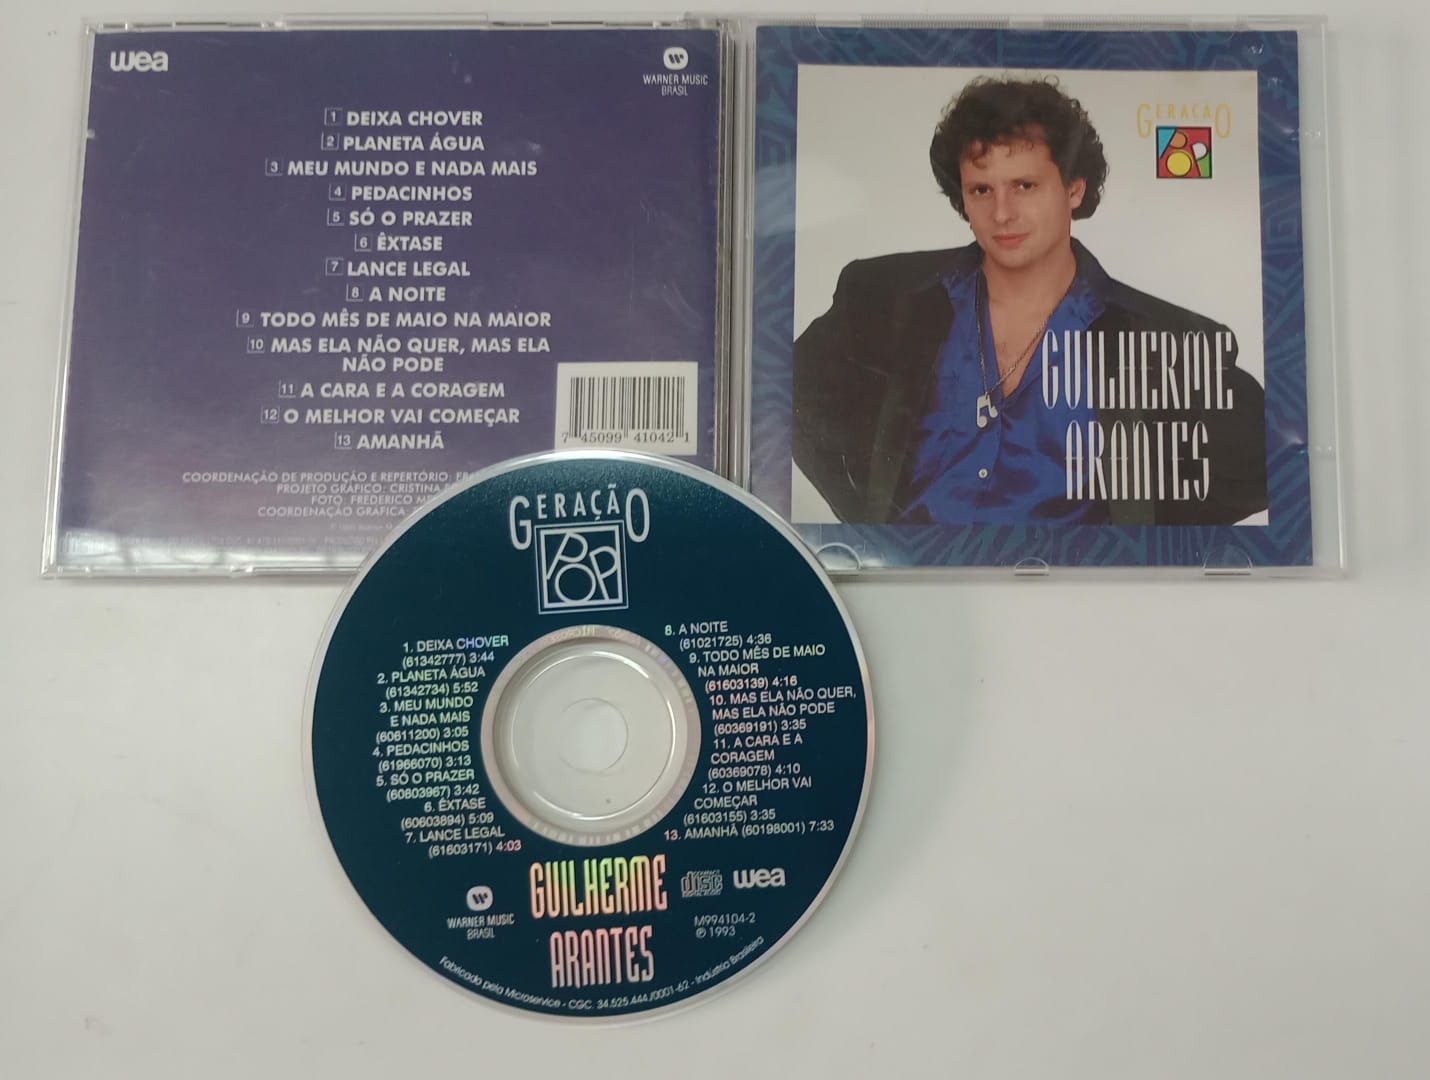 wea
WARNER MUSIC
BRASIL
1 DEIXA CHOVER
2 PLANETA ÁGUA
3 MEU MUNDO E NADA MAIS
4 PEDACINHOS
5 SÓ O PRAZER
6 ÊXTASE
7 LANCE LEGAL
8 A NOITE
9 TODO MÊS DE MAIO NA MAIOR
10 MAS ELA NÃO QUER, MAS ELA
NÃO PODE
11 A CARA E A CORAGEM
12 O MELHOR VAI COMEÇAR
13 AMANHÃ
7 45099 41042 1
COORDENAÇÃO DE PRODUÇÃO E REPERTÓRIO:
PROJETO GRÁFICO: CRISTINA
FOTO: FREDERICO
COORDENAÇÃO GRÁFICA:
GERAÇÃO
POP
GUILHERME
ARANTES
GERAÇÃO
POP
1. DEIXA CHOVER
(61342777) 3:44
2. PLANETA ÁGUA
(61342734) 5:52
3. MEU MUNDO
E NADA MAIS
(60611200) 3:05
4. PEDACINHOS
(61966070) 3:13
5. SÓ O PRAZER
(60803967) 3:42
6. ÊXTASE
(60603894) 5:09
7. LANCE LEGAL
(61603171) 4:03
8. A NOITE
(61021725) 4:36
9. TODO MÊS DE MAIO
NA MAIOR
(61603139) 4:16
10. MAS ELA NÃO QUER,
MAS ELA NÃO PODE
(60369191) 3:35
11. A CARA E A
CORAGEM
(60369078) 4:10
12. O MELHOR VAI
COMEÇAR
(61603155) 3:35
13. AMANHÃ (60198001) 7:33
GUILHERME
ARANTES
WARNER MUSIC
BRASIL
COMPACT
disc
DIGITAL AUDIO
wea
M994104-2
℗ 1993
Fabricado pela Microservice - CGC. 34.525.444/0001-62 - Indústria Brasileira